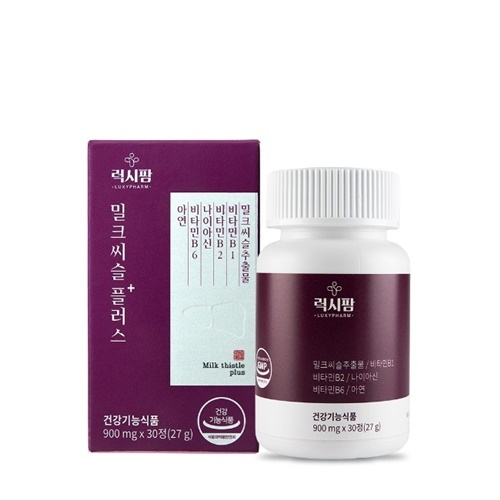 럭시팜
LUXYPHARM
밀크씨슬 플러스+
밀크씨슬추출물
비타민B1
비타민B2
나이아신
비타민B6
아연
Milk thistle
plus
건강기능식품
900 mg x 30정(27 g)
건강
기능식품
럭시팜
LUXYPHARM
밀크씨슬추출물 / 비타민B1
비타민B2 / 나이아신
비타민B6 / 아연
GMP
건강기능식품
900 mg x 30정(27 g)